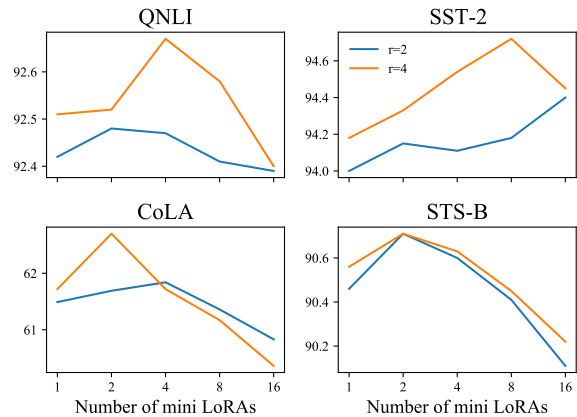 QNLI
92.6
92.5
92.4
SST-2
r=2
r=4
94.6
94.4
94.2
94.0
CoLA
62
61
1 2 4 8 16
Number of mini LoRAs
STS-B
90.6
90.4
90.2
1 2 4 8 16
Number of mini LoRAs